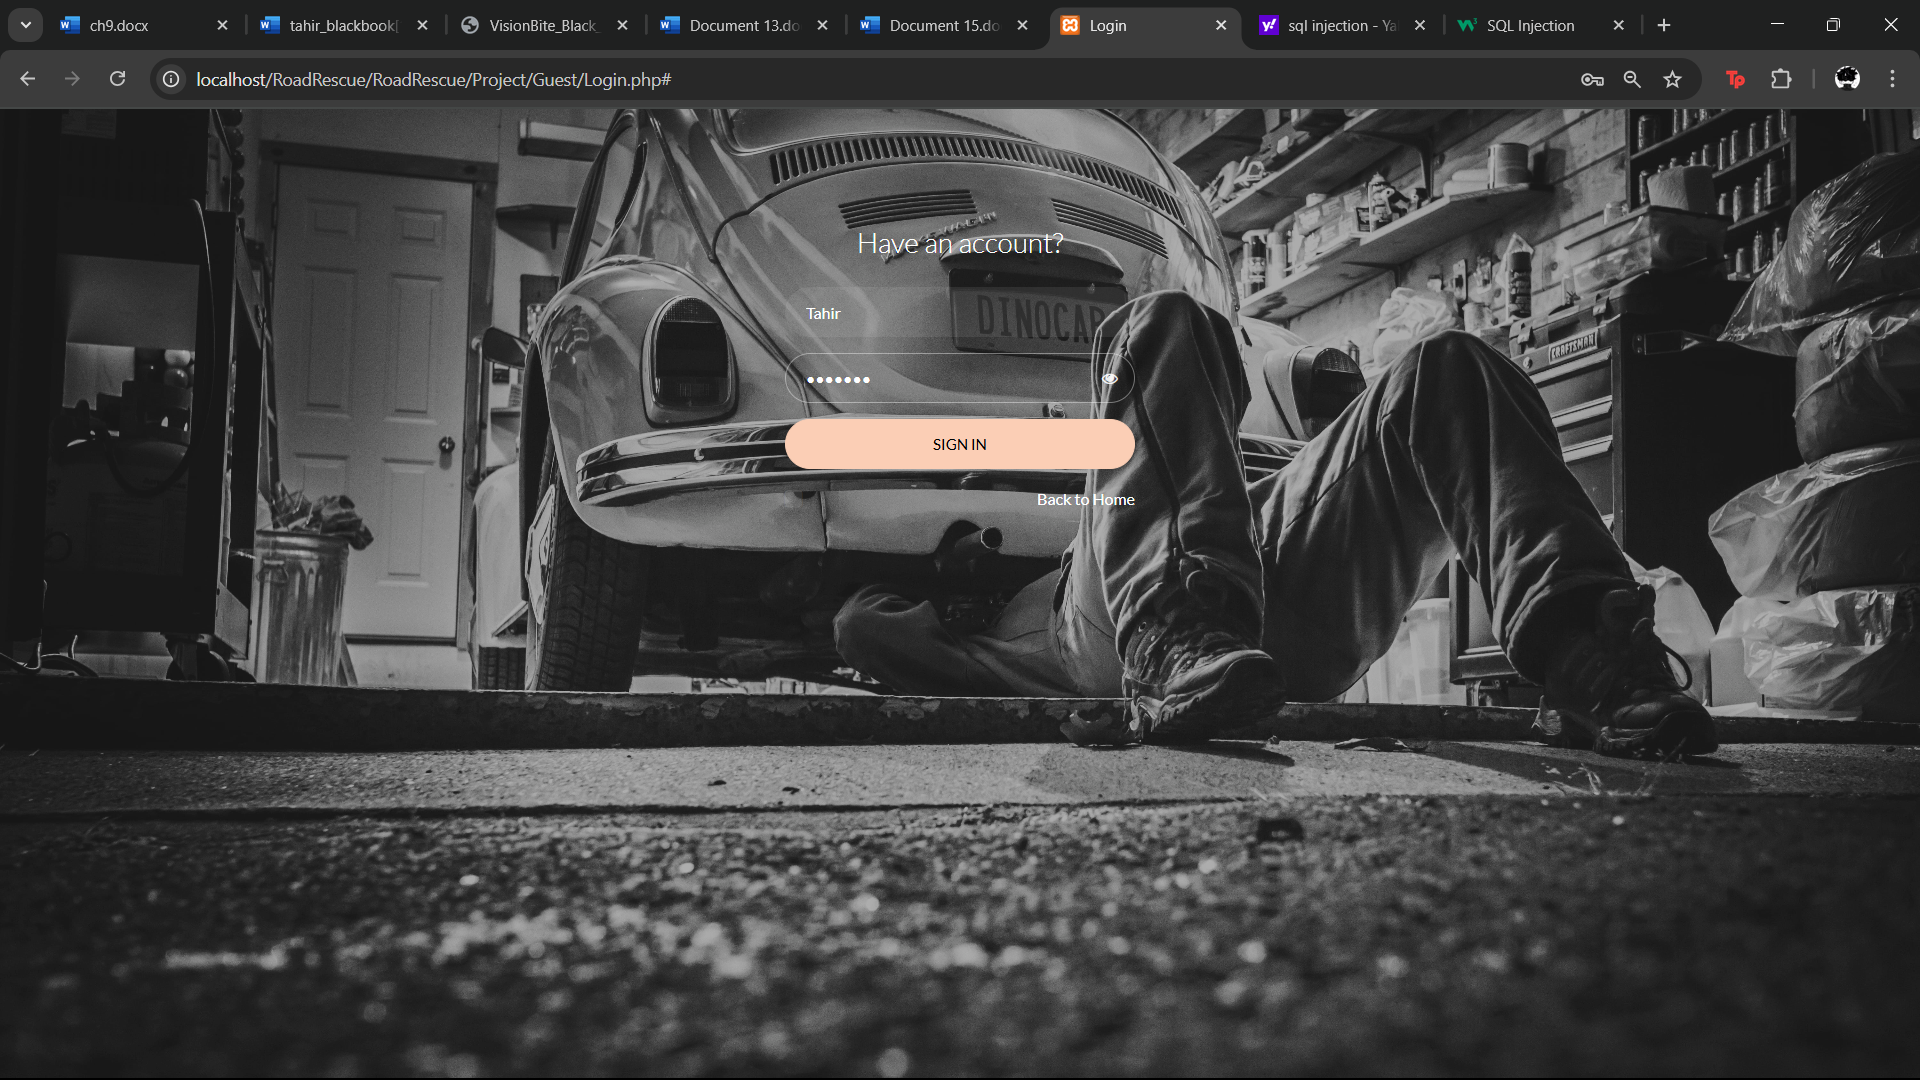 ch9.docx
tahir_blackbook[
VisionBite_Black_
Document 13.do
Document 15.do
Login
sql injection - Ya
SQL Injection
localhost/RoadRescue/RoadRescue/Project/Guest/Login.php#
Tp
Have an account?
DINOCAR
Tahir
CRAFTSMAN
SIGN IN
Back to Home